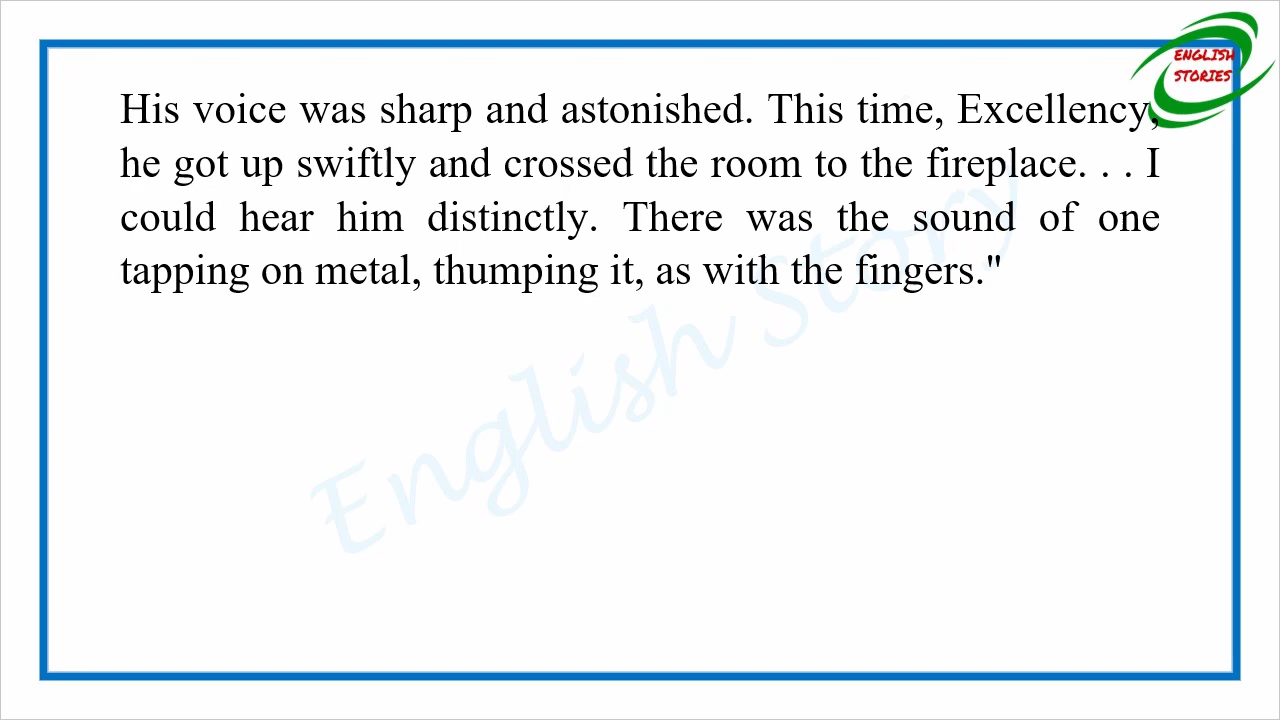 ENGLISH
STORIES
His voice was sharp and astonished. This time, Excellency,
he got up swiftly and crossed the room to the fireplace. . . I
could hear him distinctly. There was the sound of one
tapping on metal, thumping it, as with the fingers."
English Story